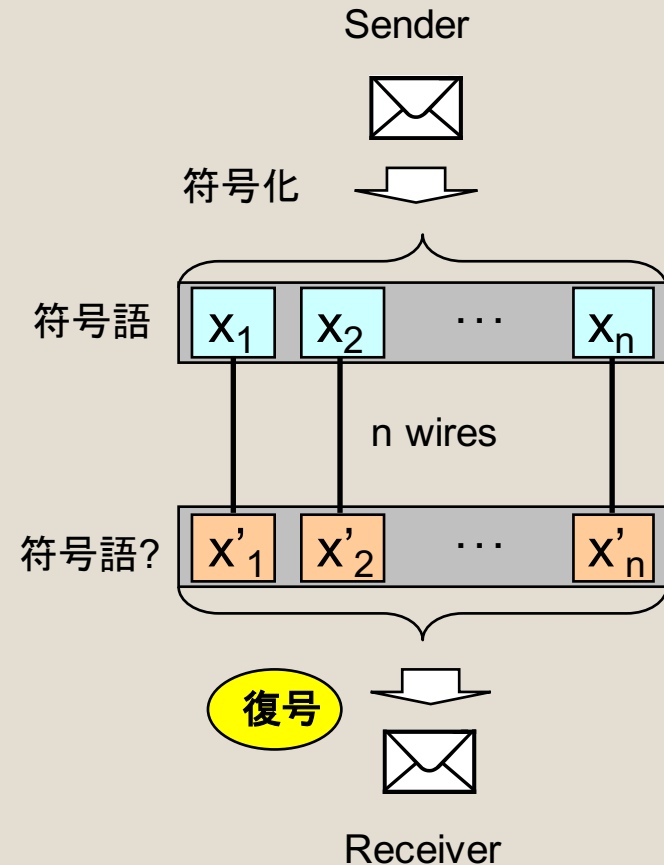 Sender
符号化
符号語 x₁ x₂ ··· xₙ
n wires
符号語? x’₁ x’₂ ··· x’ₙ
復号
Receiver